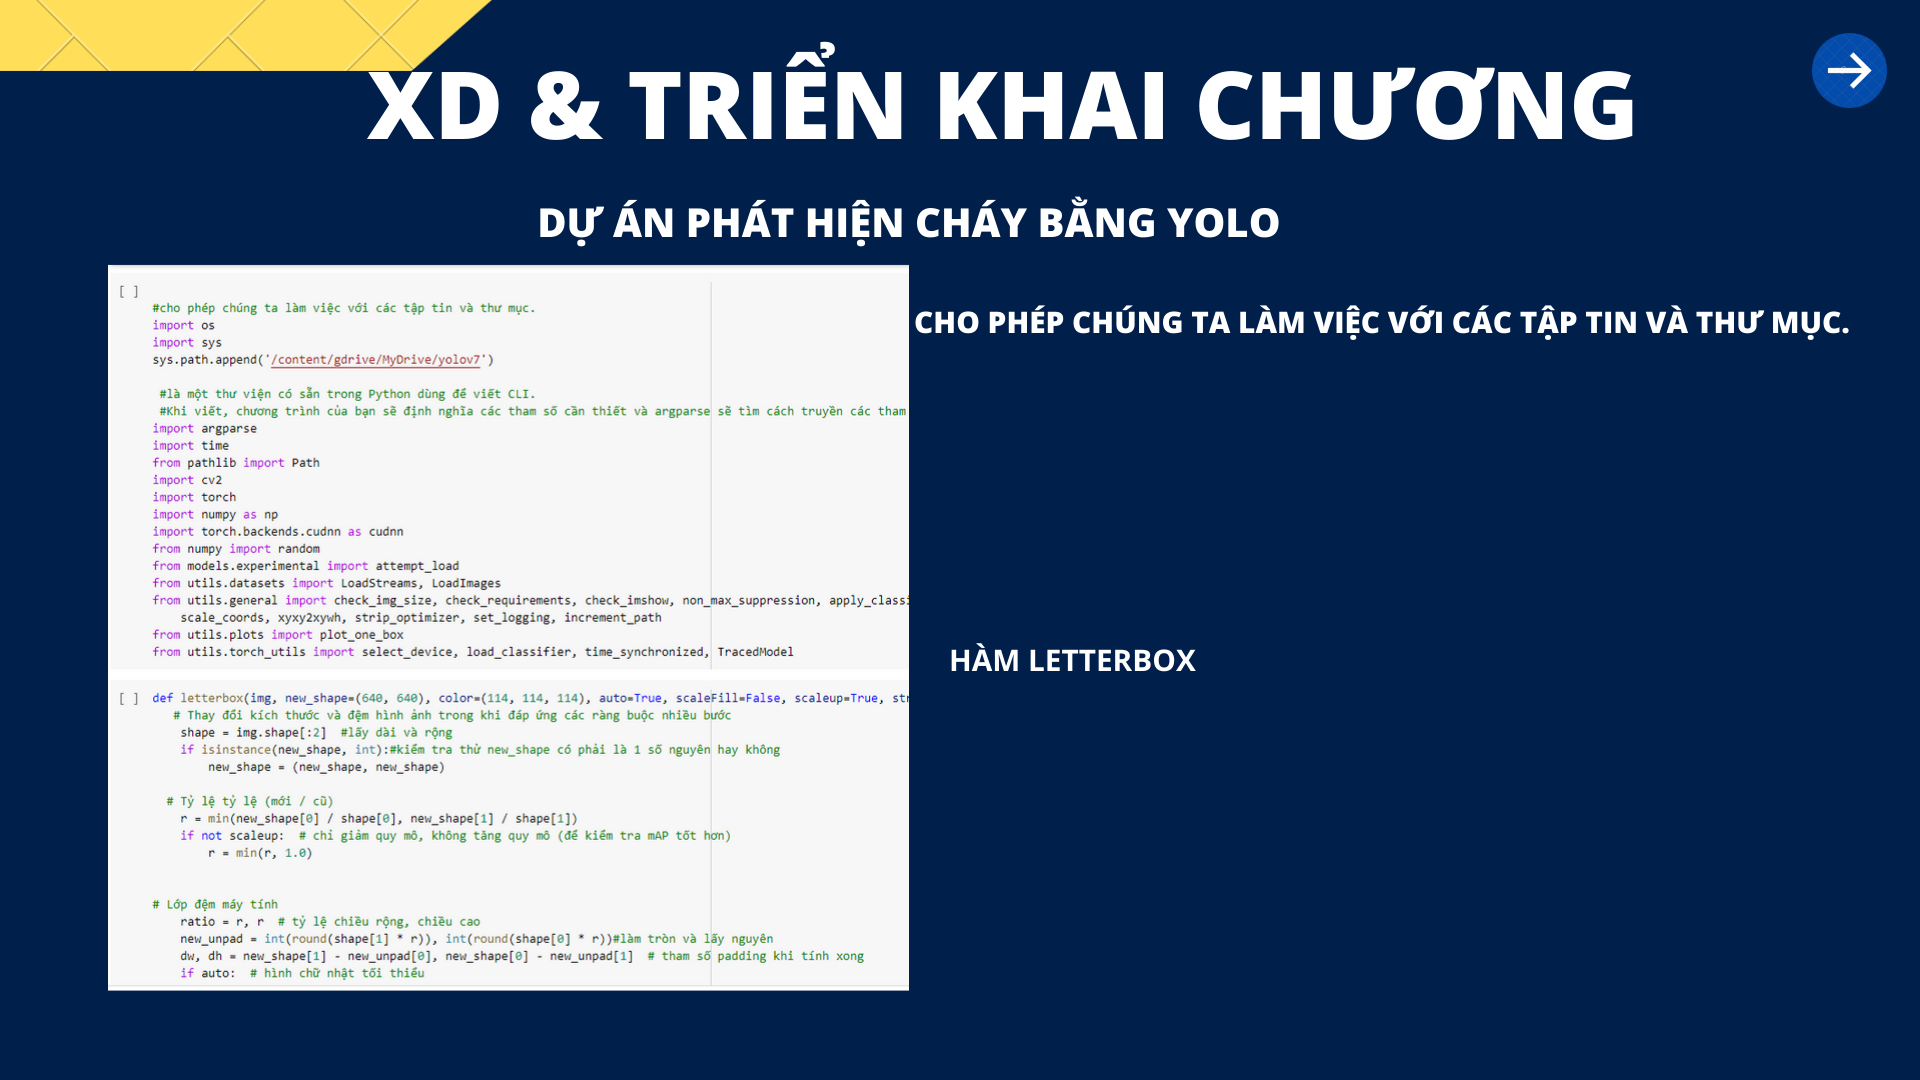 XD & TRIỂN KHAI CHƯƠNG
DỰ ÁN PHÁT HIỆN CHÁY BẰNG YOLO
[ ]
#cho phép chúng ta làm việc với các tập tin và thư mục.
import os
import sys
sys.path.append('/content/gdrive/MyDrive/yolov7')
#là một thư viện có sẵn trong Python dùng để viết CLI.
#Khi viết, chương trình của bạn sẽ định nghĩa các tham số cần thiết và argparse sẽ tìm cách truyền các tham
import argparse
import time
from pathlib import Path
import cv2
import torch
import numpy as np
import torch.backends.cudnn as cudnn
from numpy import random
from models.experimental import attempt_load
from utils.datasets import LoadStreams, LoadImages
from utils.general import check_img_size, check_requirements, check_imshow, non_max_suppression, apply_classi
scale_coords, xyxy2xywh, strip_optimizer, set_logging, increment_path
from utils.plots import plot_one_box
from utils.torch_utils import select_device, load_classifier, time_synchronized, TracedModel
[ ] def letterbox(img, new_shape=(640, 640), color=(114, 114, 114), auto=True, scaleFill=False, scaleup=True, str
# Thay đổi kích thước và đệm hình ảnh trong khi đáp ứng các ràng buộc nhiều bước
shape = img.shape[:2]  #lấy dài và rộng
if isinstance(new_shape, int):#kiểm tra thử new_shape có phải là 1 số nguyên hay không
new_shape = (new_shape, new_shape)
# Tỷ lệ tỷ lệ (mới / cũ)
r = min(new_shape[0] / shape[0], new_shape[1] / shape[1])
if not scaleup:  # chỉ giảm quy mô, không tăng quy mô (để kiểm tra mAP tốt hơn)
r = min(r, 1.0)
# Lớp đệm máy tính
ratio = r, r  # tỷ lệ chiều rộng, chiều cao
new_unpad = int(round(shape[1] * r)), int(round(shape[0] * r))#làm tròn và lấy nguyên
dw, dh = new_shape[1] - new_unpad[0], new_shape[0] - new_unpad[1]  # tham số padding khi tính xong
if auto:  # hình chữ nhật tối thiểu
CHO PHÉP CHÚNG TA LÀM VIỆC VỚI CÁC TẬP TIN VÀ THƯ MỤC.
HÀM LETTERBOX